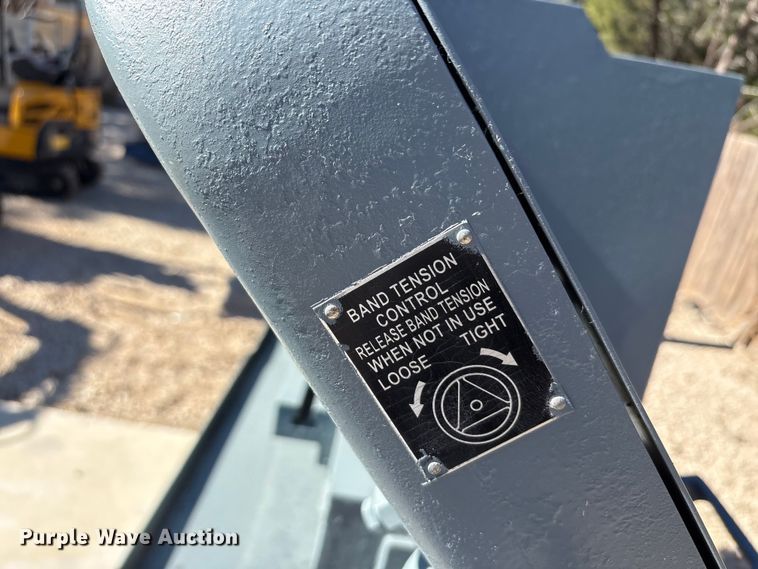 BAND TENSION
CONTROL
RELEASE BAND TENSION
WHEN NOT IN USE
LOOSE TIGHT
Purple Wave Auction